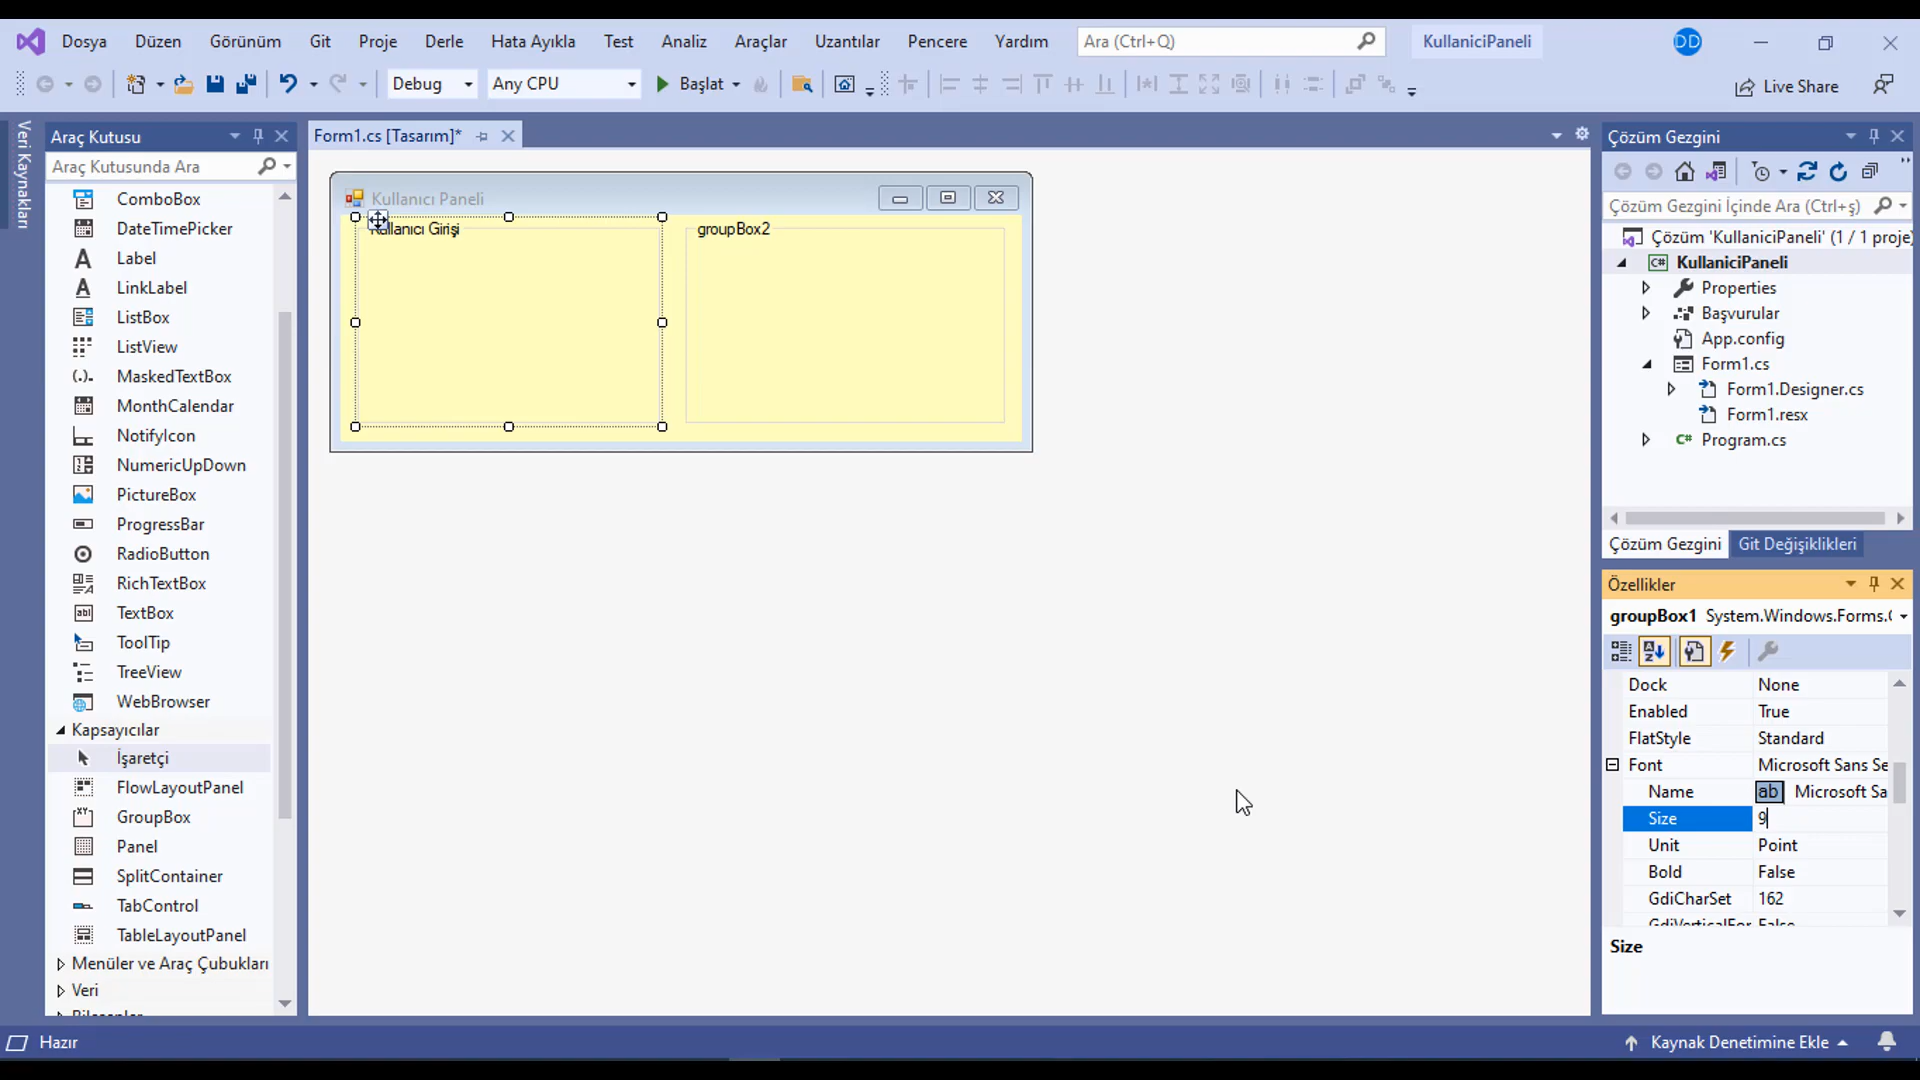 Dosya Düzen Görünüm Git Proje Derle Hata Ayıkla Test Analiz Araçlar Uzantılar Pencere Yardım Ara (Ctrl+Q) KullaniciPaneli DD
Debug Any CPU Başlat Live Share
Veri Kaynakları
Araç Kutusu
Araç Kutusunda Ara
ComboBox
DateTimePicker
Label
LinkLabel
ListBox
ListView
MaskedTextBox
MonthCalendar
NotifyIcon
NumericUpDown
PictureBox
ProgressBar
RadioButton
RichTextBox
TextBox
ToolTip
TreeView
WebBrowser
Kapsayıcılar
İşaretçi
FlowLayoutPanel
GroupBox
Panel
SplitContainer
TabControl
TableLayoutPanel
Menüler ve Araç Çubukları
Veri
Form1.cs [Tasarım]*
Kullanıcı Paneli
Kullanıcı Girişi
groupBox2
Çözüm Gezgini
Çözüm Gezgini İçinde Ara (Ctrl+ş)
Çözüm 'KullaniciPaneli' (1 / 1 proje)
C# KullaniciPaneli
Properties
Başvurular
App.config
Form1.cs
Form1.Designer.cs
Form1.resx
C# Program.cs
Çözüm Gezgini Git Değişiklikleri
Özellikler
groupBox1 System.Windows.Forms.(
Dock None
Enabled True
FlatStyle Standard
Font Microsoft Sans Se
Name ab Microsoft Sa
Size 9
Unit Point
Bold False
GdiCharSet 162
GdiVerticalFor False
Size
Hazır Kaynak Denetimine Ekle